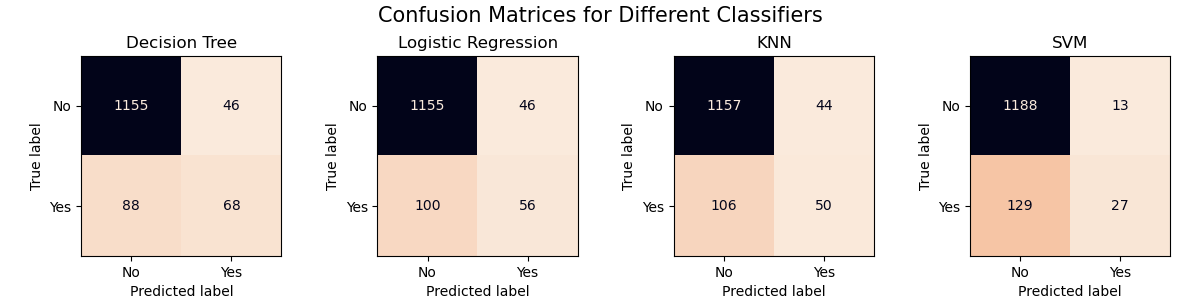 Confusion Matrices for Different Classifiers
Decision Tree
No 1155 46
Yes 88 68
No Yes
True label
Predicted label
Logistic Regression
No 1155 46
Yes 100 56
No Yes
True label
Predicted label
KNN
No 1157 44
Yes 106 50
No Yes
True label
Predicted label
SVM
No 1188 13
Yes 129 27
No Yes
True label
Predicted label